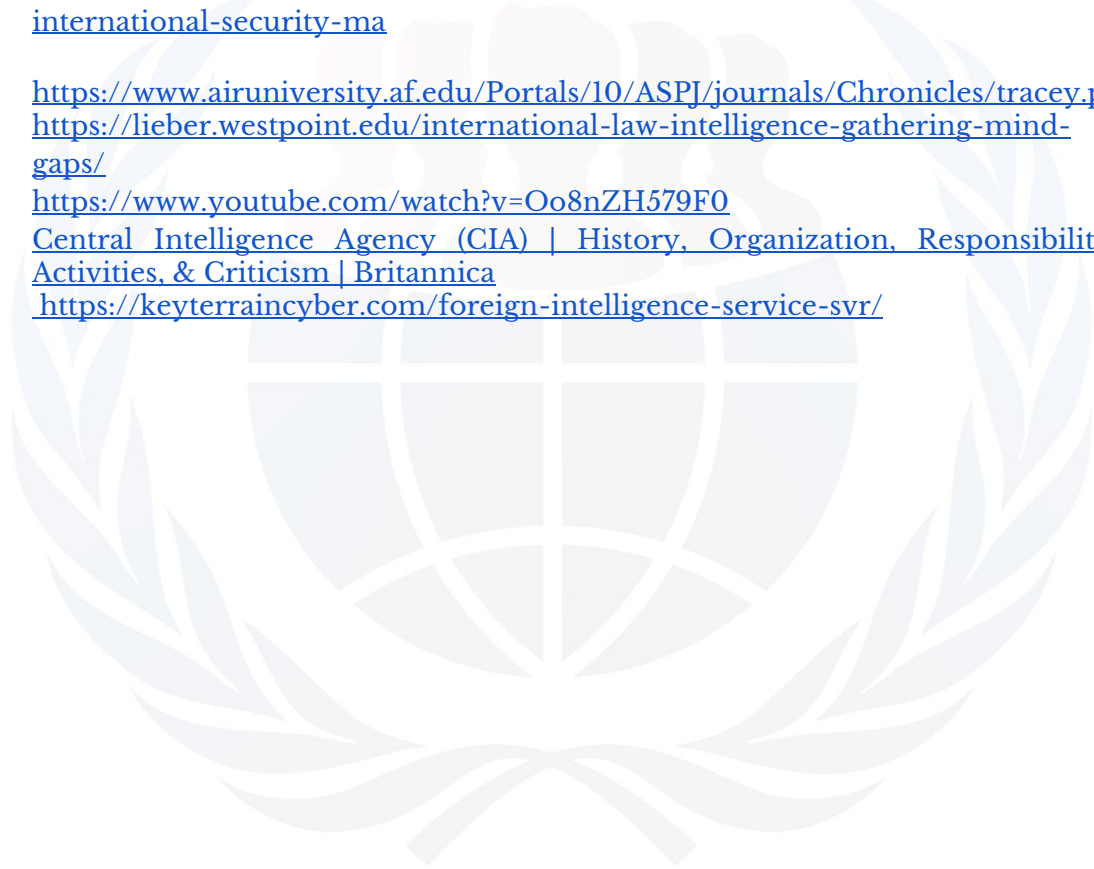 international-security-ma
https://www.airuniversity.af.edu/Portals/10/ASPJ/journals/Chronicles/tracey.p
https://lieber.westpoint.edu/international-law-intelligence-gathering-mind-
gaps/
https://www.youtube.com/watch?v=Oo8nZH579F0
Central Intelligence Agency (CIA) | History, Organization, Responsibilit
Activities, & Criticism | Britannica
https://keyterraincyber.com/foreign-intelligence-service-svr/